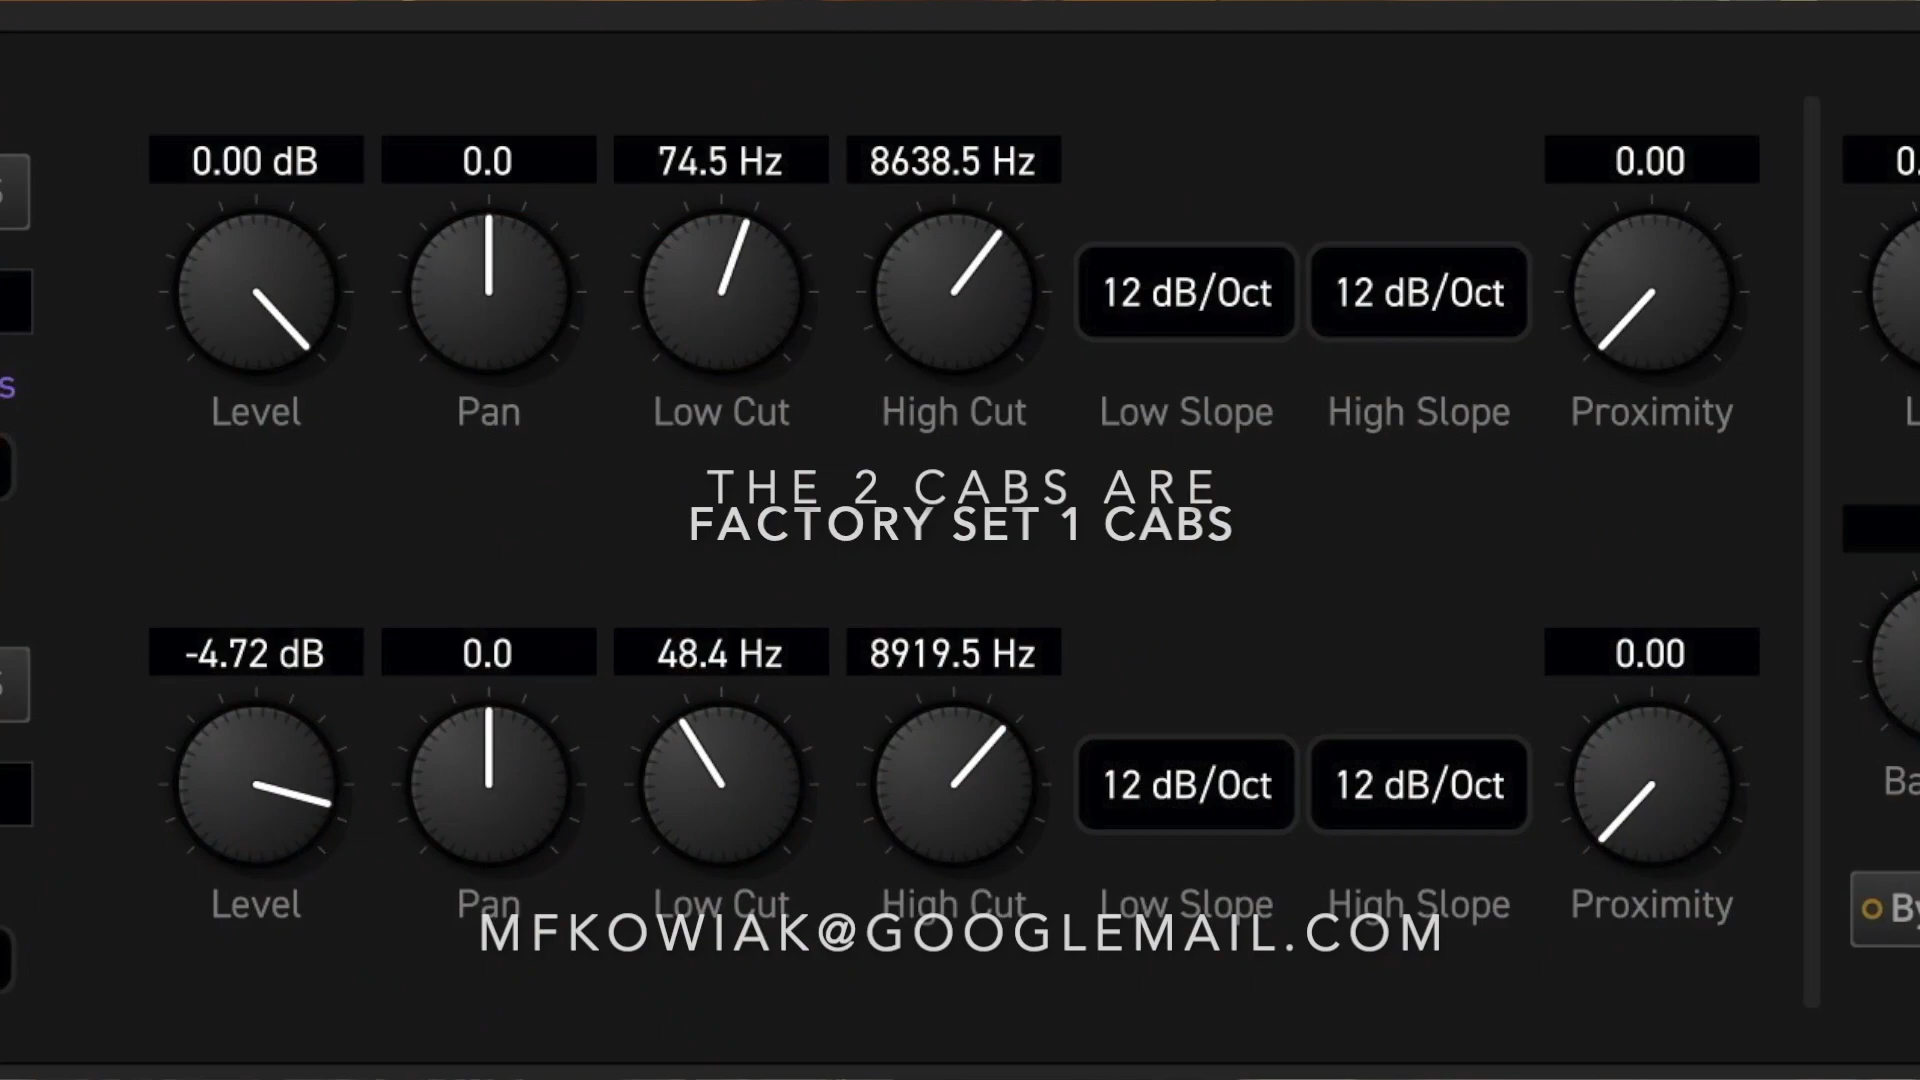 0.00 dB 0.0 74.5 Hz 8638.5 Hz 0.00
12 dB/Oct 12 dB/Oct
Level Pan Low Cut High Cut Low Slope High Slope Proximity
THE 2 CABS ARE
FACTORY SET 1 CABS
-4.72 dB 0.0 48.4 Hz 8919.5 Hz 0.00
12 dB/Oct 12 dB/Oct
Level Pan Low Cut High Cut Low Slope High Slope Proximity
MFKOWIAK@GOOGLEMAIL.COM